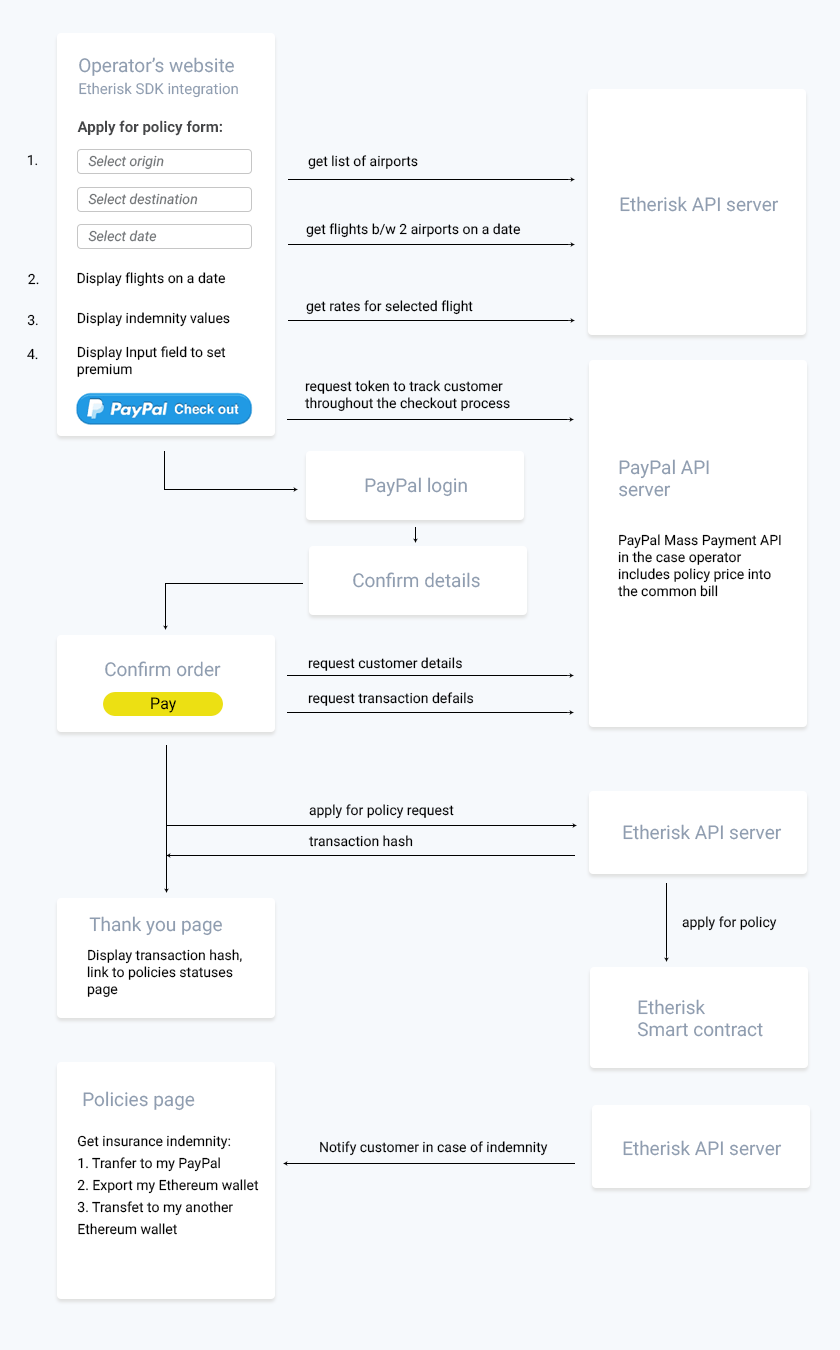 Operator's website
Etherisk SDK integration
Apply for policy form:
1.
Select origin
Select destination
Select date
2.
Display flights on a date
3.
Display indemnity values
4.
Display Input field to set
premium
PayPal Check out
get list of airports
get flights b/w 2 airports on a date
get rates for selected flight
Etherisk API server
request token to track customer
throughout the checkout process
PayPal API
server
PayPal Mass Payment API
in the case operator
includes policy price into
the common bill
PayPal login
Confirm details
Confirm order
Pay
request customer details
request transaction defails
apply for policy request
transaction hash
Etherisk API server
apply for policy
Thank you page
Display transaction hash,
link to policies statuses
page
Etherisk
Smart contract
Policies page
Get insurance indemnity:
1. Tranfer to my PayPal
2. Export my Ethereum wallet
3. Transfet to my another
Ethereum wallet
Notify customer in case of indemnity
Etherisk API server